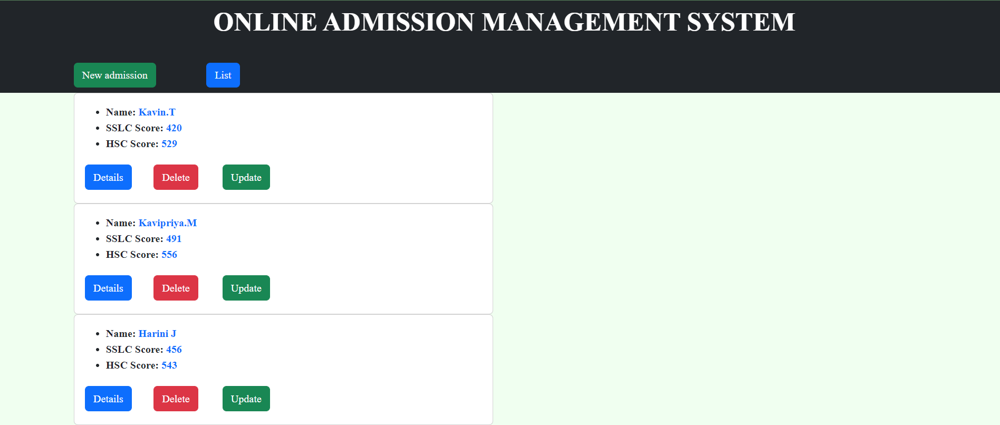 ONLINE ADMISSION MANAGEMENT SYSTEM
New admission List
Name: Kavin.T
SSLC Score: 420
HSC Score: 529
Details Delete Update
Name: Kavipriya.M
SSLC Score: 491
HSC Score: 556
Details Delete Update
Name: Harini J
SSLC Score: 456
HSC Score: 543
Details Delete Update